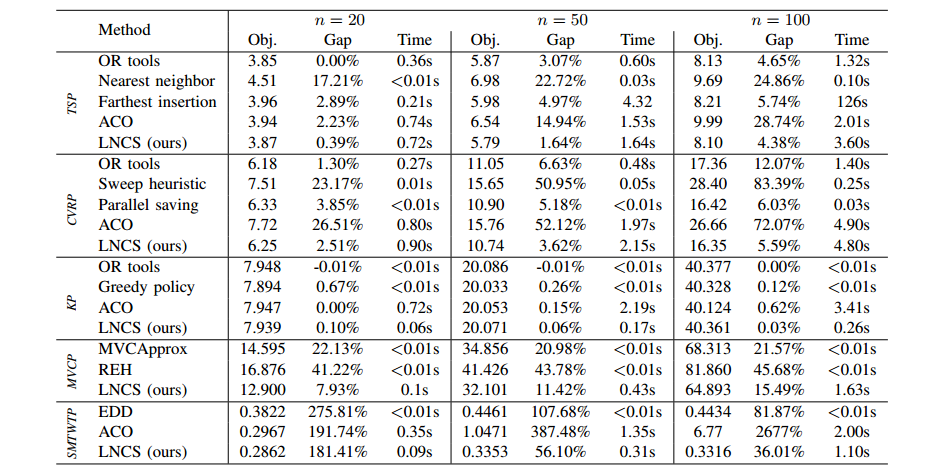 Method n = 20 n = 50 n = 100
Obj. Gap Time Obj. Gap Time Obj. Gap Time
TSP
OR tools 3.85 0.00% 0.36s 5.87 3.07% 0.60s 8.13 4.65% 1.32s
Nearest neighbor 4.51 17.21% <0.01s 6.98 22.72% 0.03s 9.69 24.86% 0.10s
Farthest insertion 3.96 2.89% 0.21s 5.98 4.97% 4.32 8.21 5.74% 126s
ACO 3.94 2.23% 0.74s 6.54 14.94% 1.53s 9.99 28.74% 2.01s
LNCS (ours) 3.87 0.39% 0.72s 5.79 1.64% 1.64s 8.10 4.38% 3.60s
CVRP
OR tools 6.18 1.30% 0.27s 11.05 6.63% 0.48s 17.36 12.07% 1.40s
Sweep heuristic 7.51 23.17% 0.01s 15.65 50.95% 0.05s 28.40 83.39% 0.25s
Parallel saving 6.33 3.85% <0.01s 10.90 5.18% <0.01s 16.42 6.03% 0.03s
ACO 7.72 26.51% 0.80s 15.76 52.12% 1.97s 26.66 72.07% 4.90s
LNCS (ours) 6.25 2.51% 0.90s 10.74 3.62% 2.15s 16.35 5.59% 4.80s
KP
OR tools 7.948 -0.01% <0.01s 20.086 -0.01% <0.01s 40.377 0.00% <0.01s
Greedy policy 7.894 0.67% <0.01s 20.033 0.26% <0.01s 40.328 0.12% <0.01s
ACO 7.947 0.00% 0.72s 20.053 0.15% 2.19s 40.124 0.62% 3.41s
LNCS (ours) 7.939 0.10% 0.06s 20.071 0.06% 0.17s 40.361 0.03% 0.26s
MVCP
MVCApprox 14.595 22.13% <0.01s 34.856 20.98% <0.01s 68.313 21.57% <0.01s
REH 16.876 41.22% <0.01s 41.426 43.78% <0.01s 81.860 45.68% <0.01s
LNCS (ours) 12.900 7.93% 0.1s 32.101 11.42% 0.43s 64.893 15.49% 1.63s
SMTWTP
EDD 0.3822 275.81% <0.01s 0.4461 107.68% <0.01s 0.4434 81.87% <0.01s
ACO 0.2967 191.74% 0.35s 1.0471 387.48% 1.35s 6.77 2677% 2.00s
LNCS (ours) 0.2862 181.41% 0.09s 0.3353 56.10% 0.31s 0.3316 36.01% 1.10s